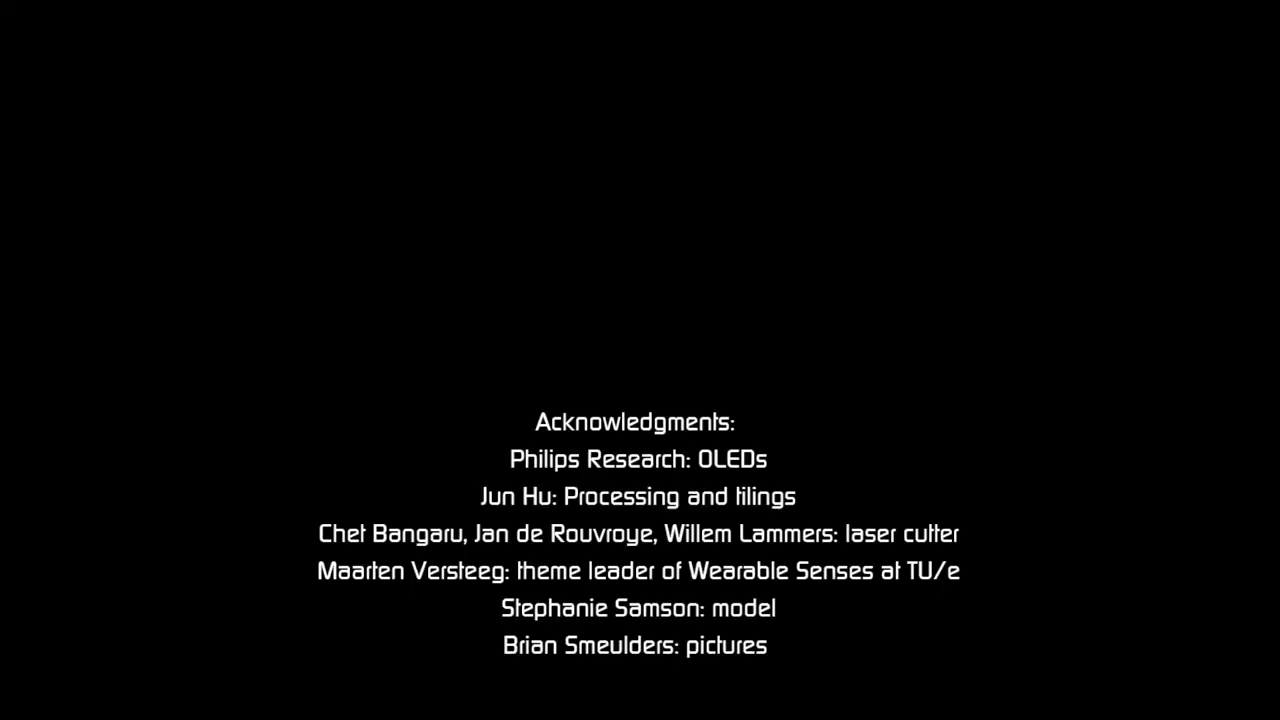 Acknowledgments:
Philips Research: OLEDs
Jun Hu: Processing and tilings
Chet Bangaru, Jan de Rouvroye, Willem Lammers: laser cutter
Maarten Versteeg: theme leader of Wearable Senses at TU/e
Stephanie Samson: model
Brian Smeulders: pictures